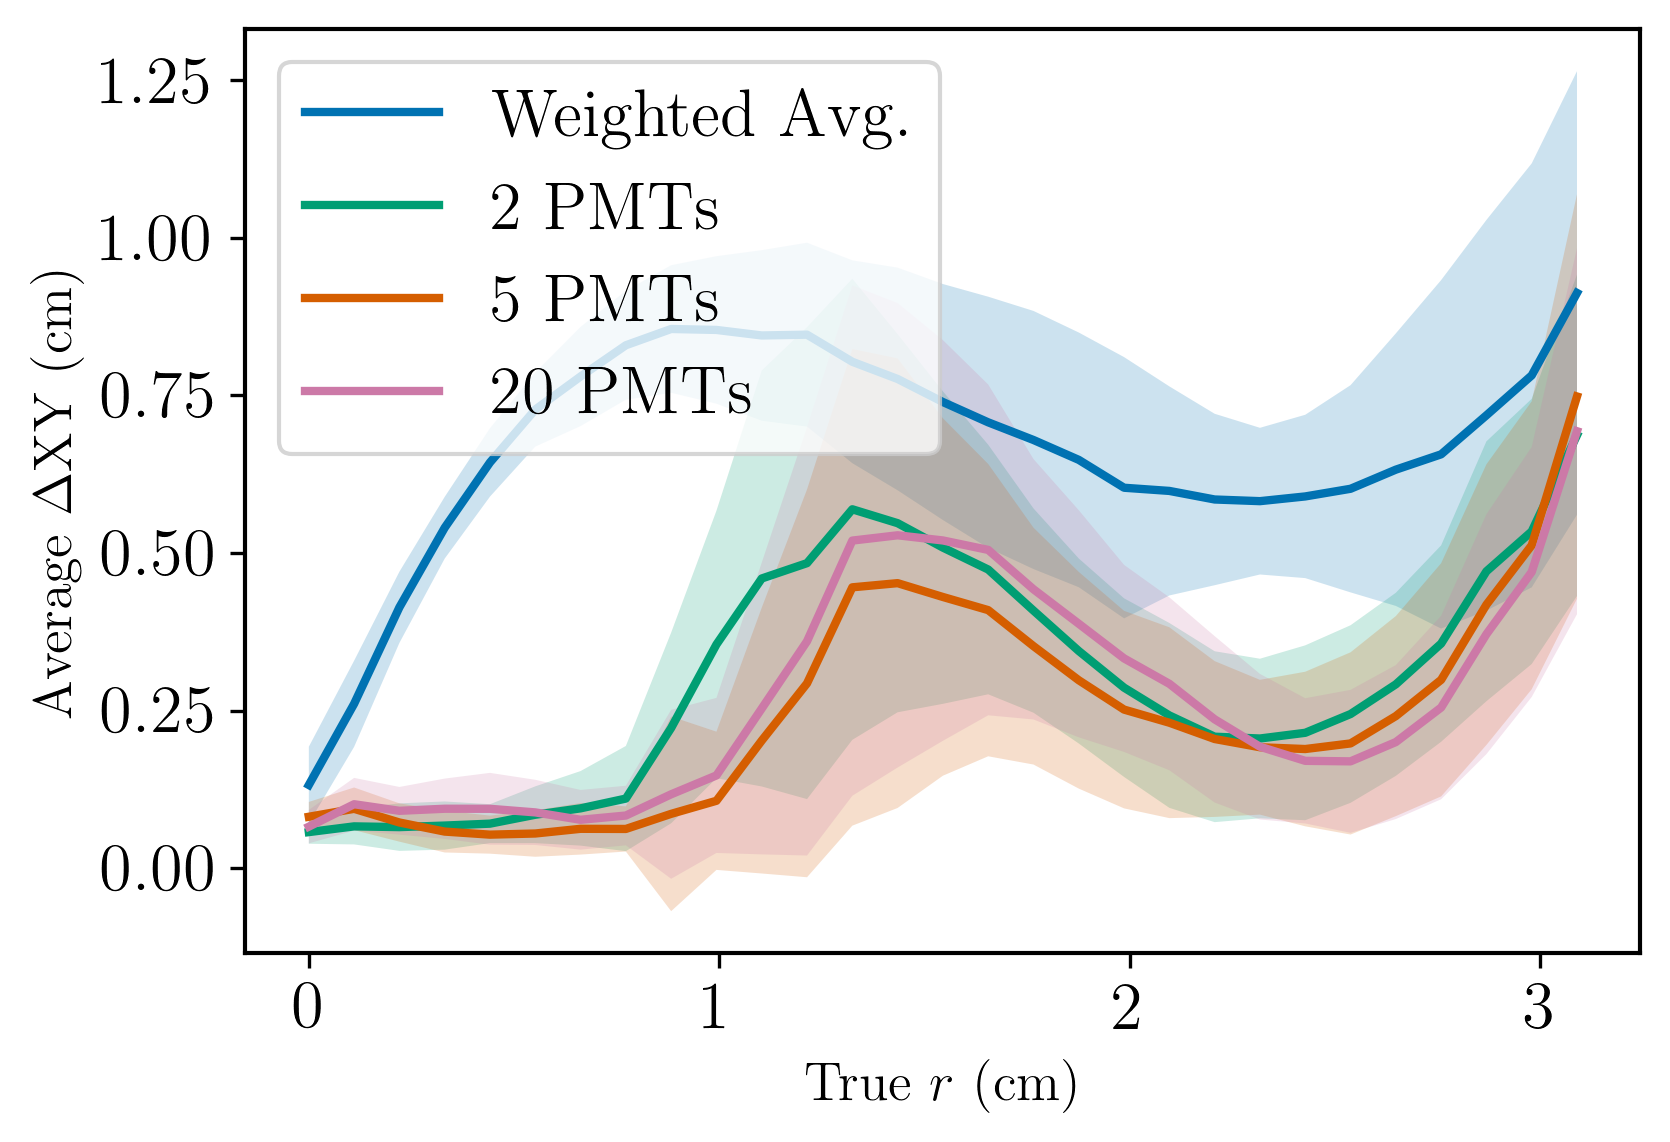 1.25
1.00
0.75
0.50
0.25
0.00
Average ΔXY (cm)
Weighted Avg.
2 PMTs
5 PMTs
20 PMTs
0 1 2 3
True r (cm)